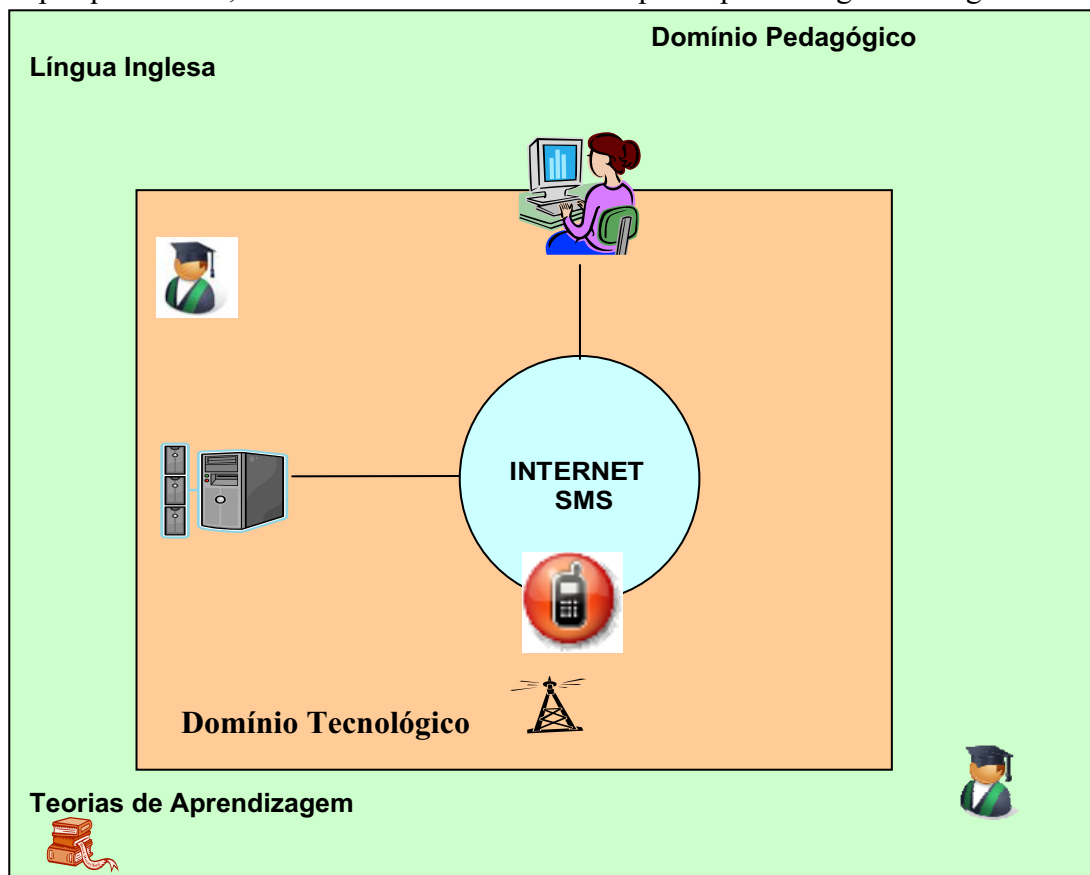 Domínio Pedagógico
Língua Inglesa
INTERNET
SMS
Domínio Tecnológico
Teorias de Aprendizagem